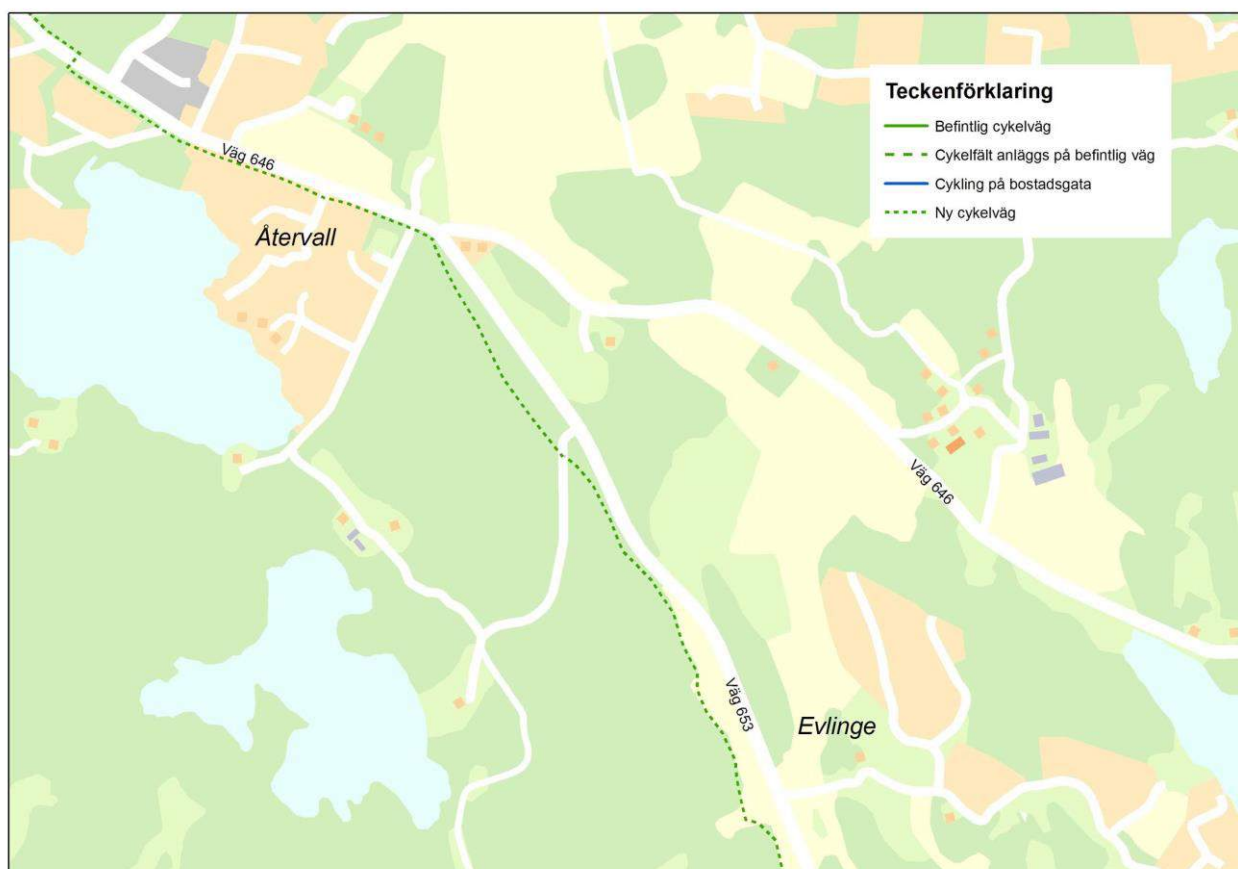 Teckenförklaring
Befintlig cykelväg
Cykelfält anläggs på befintlig väg
Cykling på bostadsgata
Ny cykelväg
Väg 646
Återvall
Väg 646
Väg 653
Evlinge